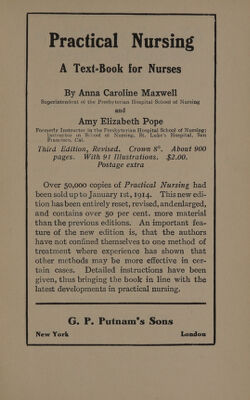 Practical Nursing
A Text-Book for Nurses
By Anna Caroline Maxwell
Superintendent of the Presbyterian Hospital School of Nursing
and
Amy Elizabeth Pope
Formerly Instructor in the Presbyterian Hospital School of Nursing;
Instructor in School of Nursing, St. Luke's Hospital, San
Francisco, Cal.
Third Edition, Revised. Crown 8°. About 900
pages. With 91 Illustrations. $2.00.
Postage extra
Over 50,000 copies of Practical Nursing had
been sold up to January 1st, 1914. This new edi-
tion has been entirely reset, revised, and enlarged,
and contains over 50 per cent. more material
than the previous editions. An important fea-
ture of the new edition is, that the authors
have not confined themselves to one method of
treatment where experience has shown that
other methods may be more effective in cer-
tain cases. Detailed instructions have been
given, thus bringing the book in line with the
latest developments in practical nursing.
G. P. Putnam's Sons
New York London